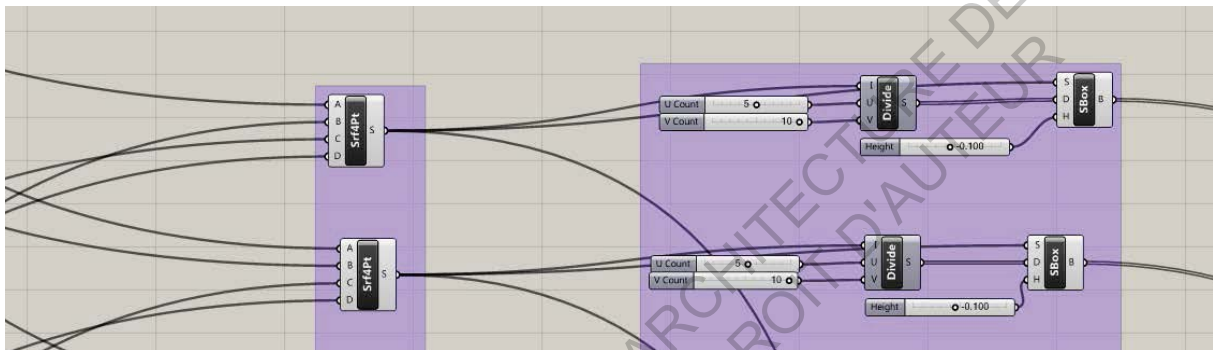 A
B
C
D
Srf4Pt
S
U Count 5
V Count 10
I
U
V
Divide
S
Height -0.100
S
D
H
SBox
B
A
B
C
D
Srf4Pt
S
U Count 5
V Count 10
I
U
V
Divide
S
Height -0.100
S
D
H
SBox
B
ARCHITECTURE DE
D'AUTEUR